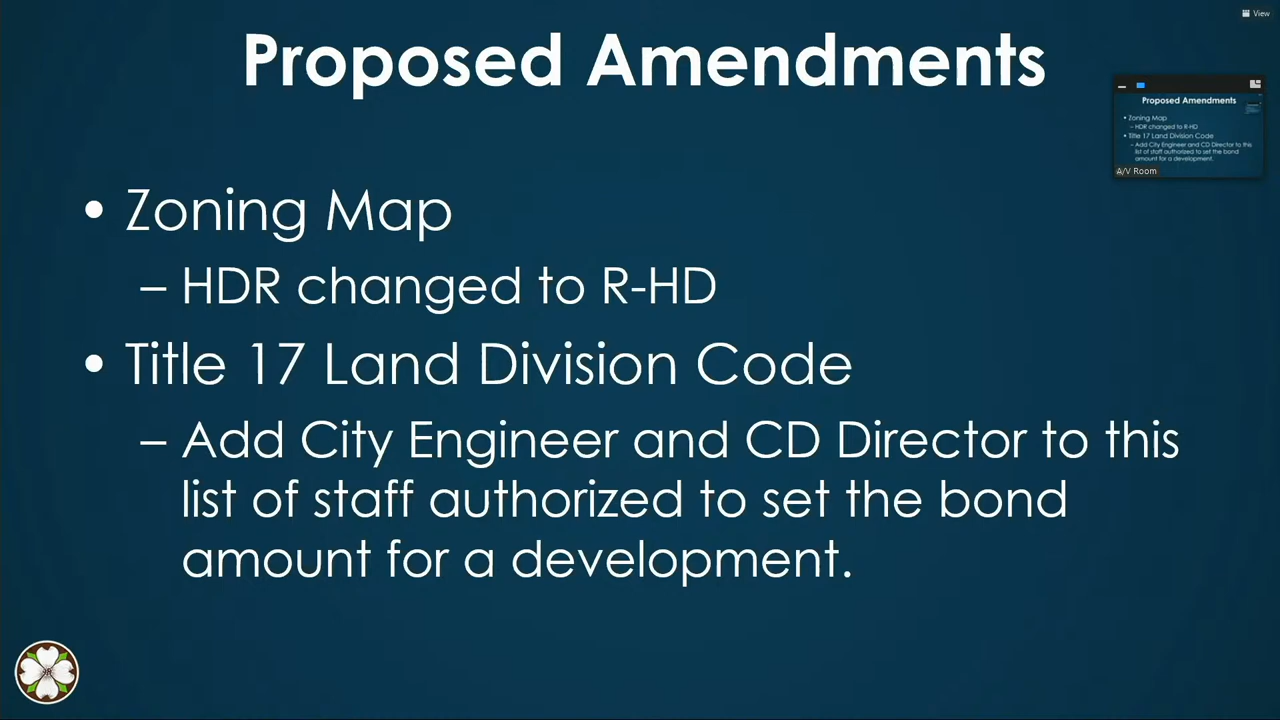 View
Proposed Amendments
• Zoning Map
– HDR changed to R-HD
• Title 17 Land Division Code
– Add City Engineer and CD Director to this
list of staff authorized to set the bond
amount for a development.
Proposed Amendments
• Zoning Map
– HDR changed to R-HD
• Title 17 Land Division Code
– Add City Engineer and CD Director to this
list of staff authorized to set the bond
amount for a development.
A/V Room